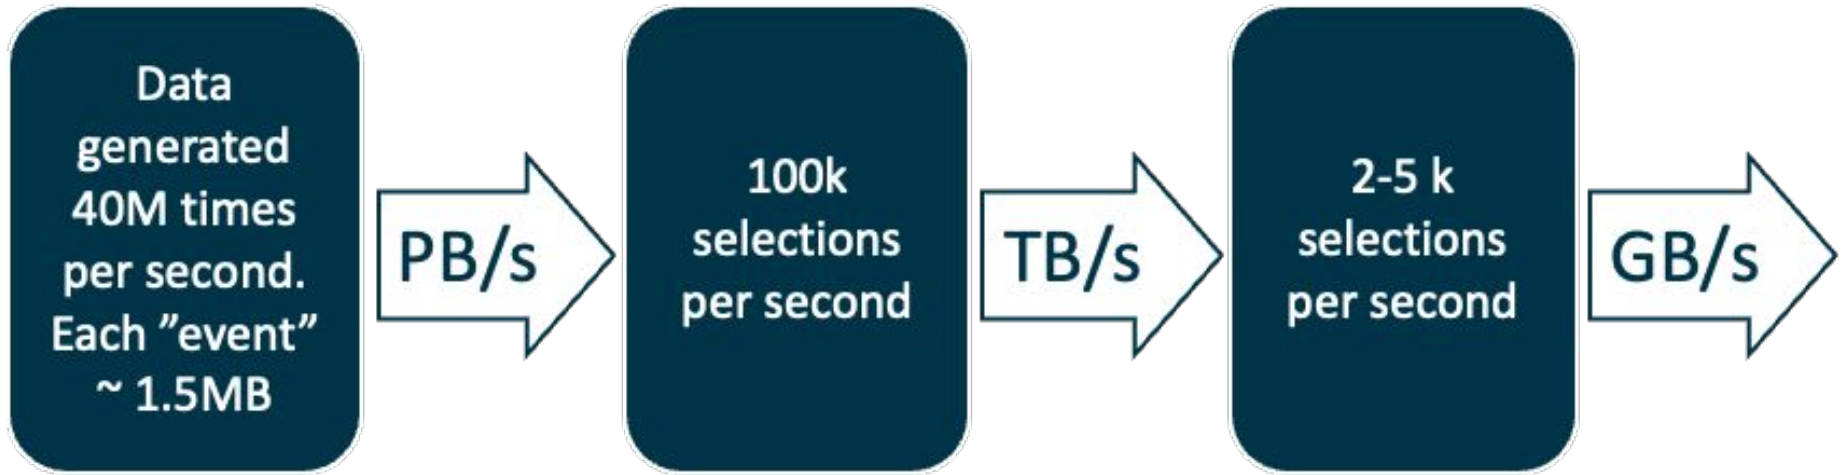 Data
generated
40M times
per second.
Each ”event”
~ 1.5MB
PB/s
100k
selections
per second
TB/s
2-5 k
selections
per second
GB/s